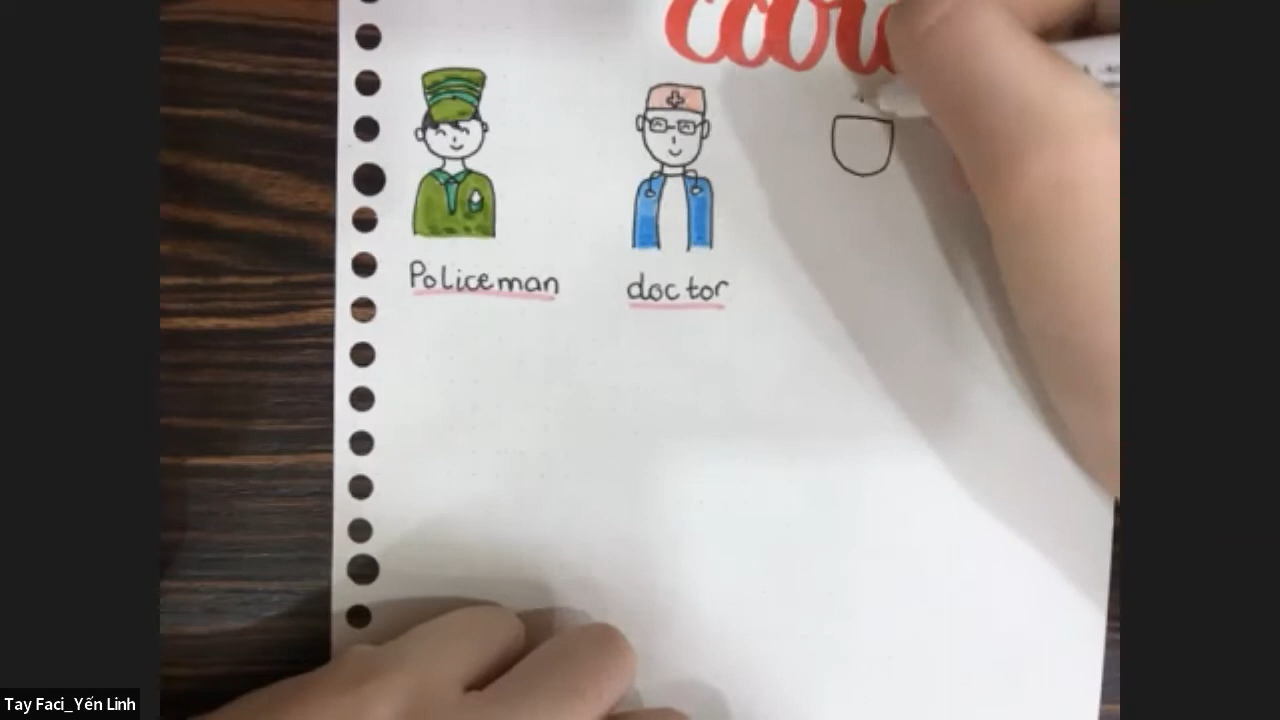 Policeman
doctor
Tay Faci_Yến Linh